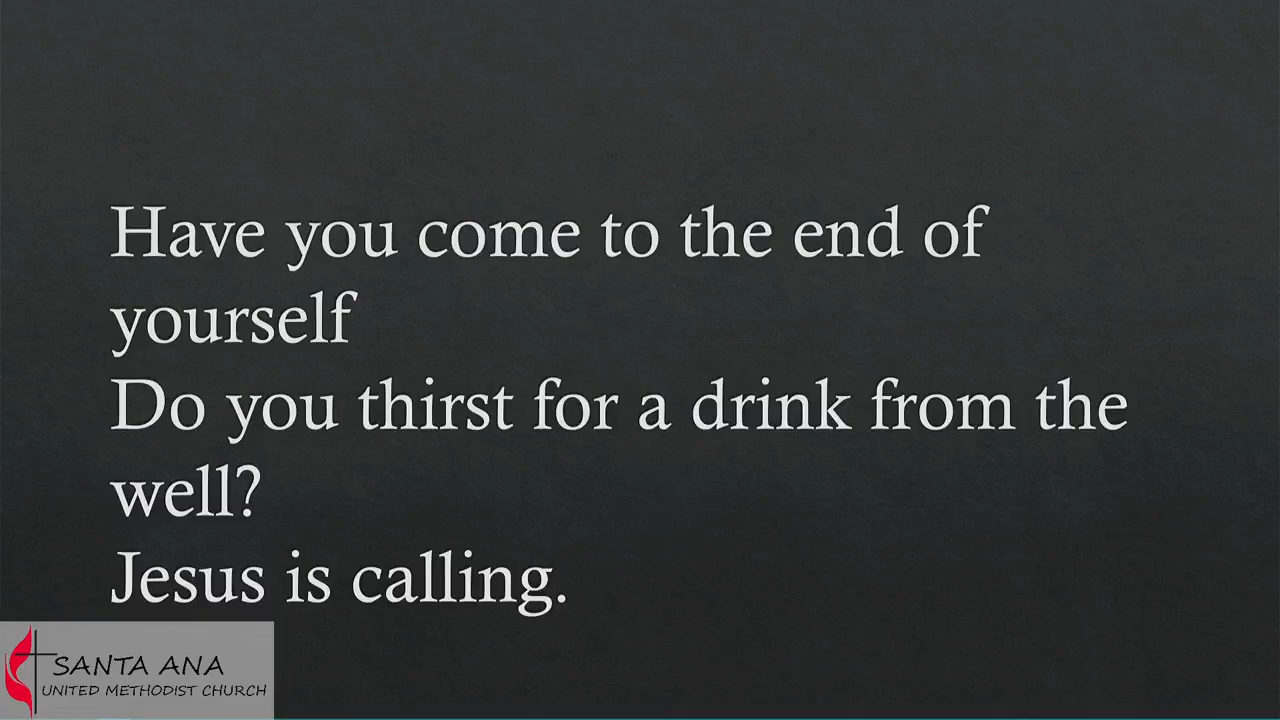 Have you come to the end of
yourself
Do you thirst for a drink from the
well?
Jesus is calling.
SANTA ANA
UNITED METHODIST CHURCH